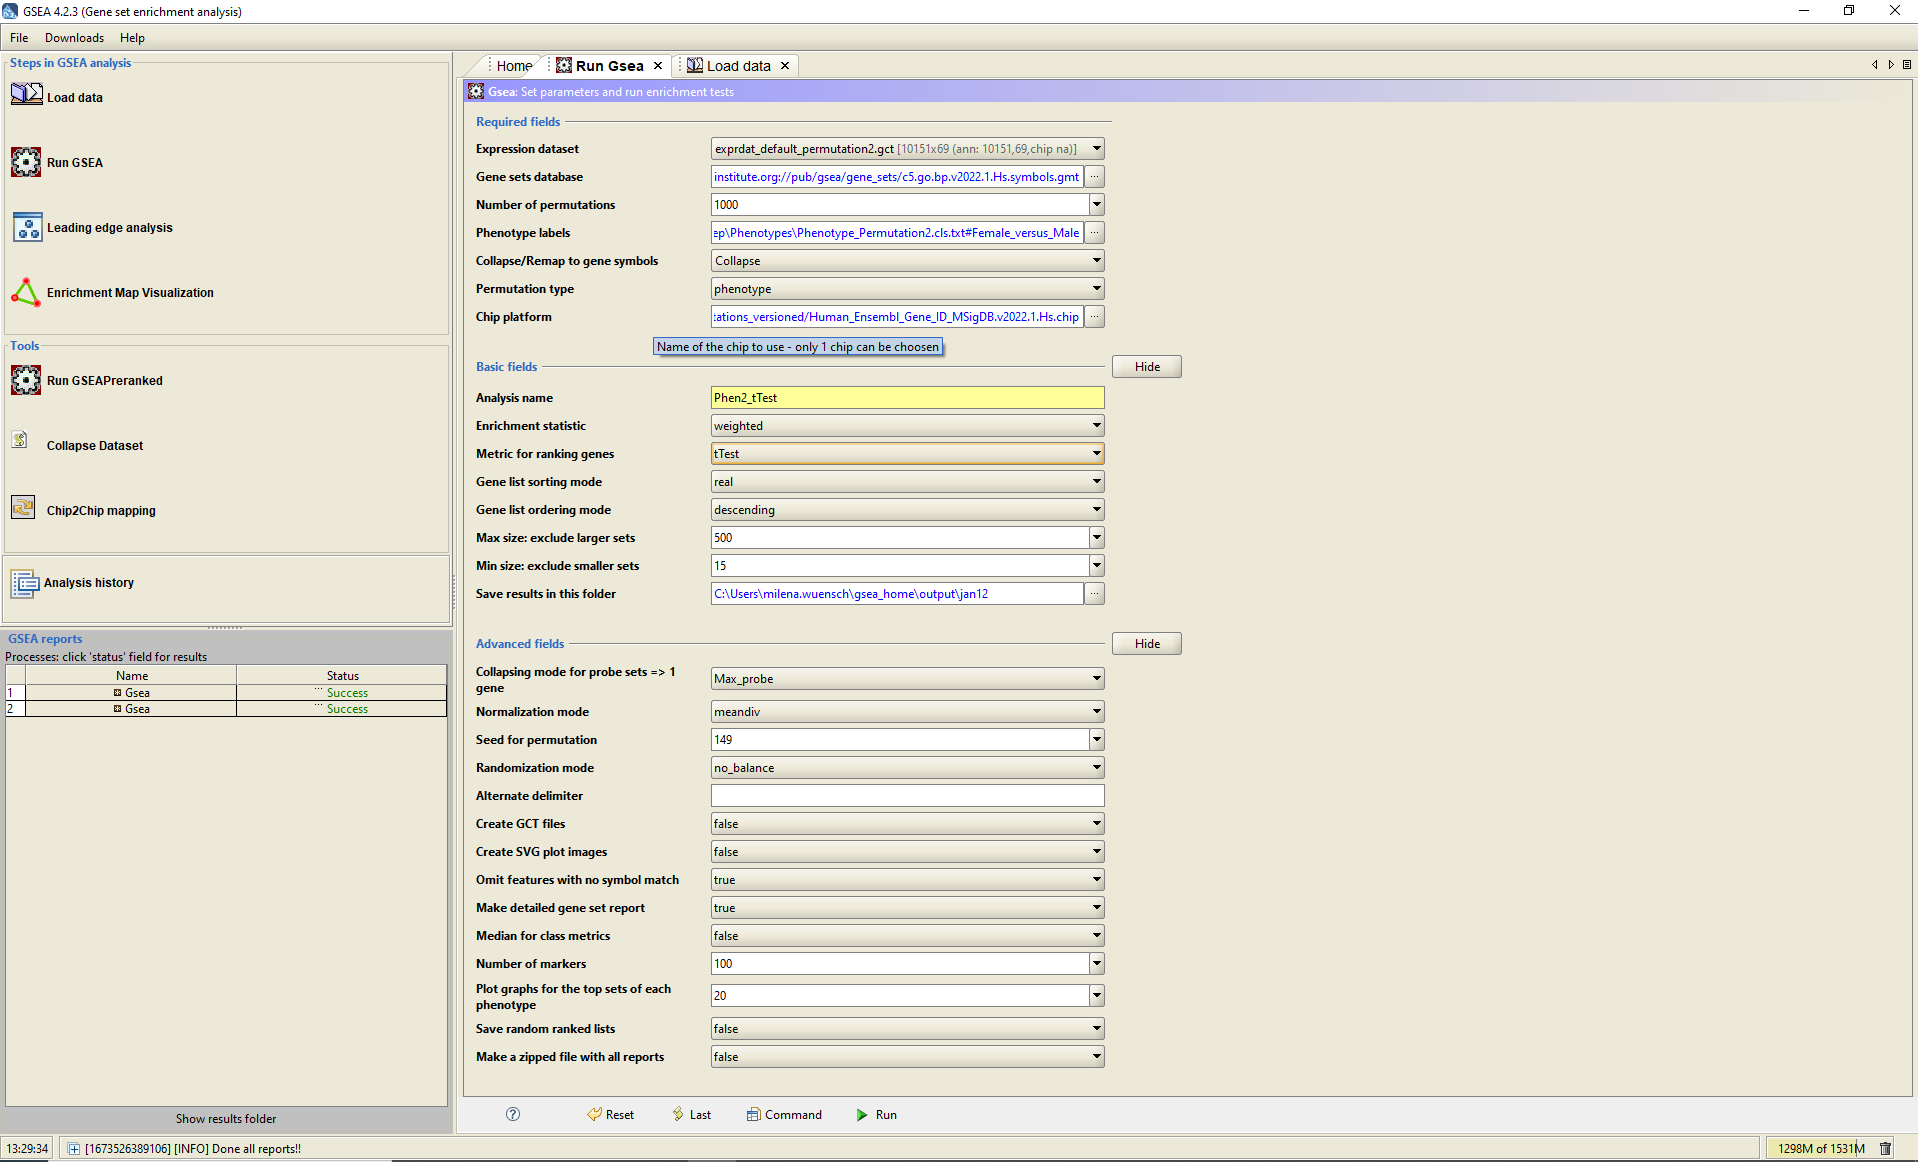 GSEA 4.2.3 (Gene set enrichment analysis)
File Downloads Help
Steps in GSEA analysis
Load data
Run GSEA
Leading edge analysis
Enrichment Map Visualization
Tools
Run GSEAPreranked
Collapse Dataset
Chip2Chip mapping
Analysis history
GSEA reports
Processes: click 'status' field for results
Name Status
1 Gsea ... Success
2 Gsea ... Success
Show results folder
Home Run Gsea Load data
Gsea: Set parameters and run enrichment tests
Required fields
Expression dataset exprdat_default_permutation2.gct [10151x69 (ann: 10151,69,chip na)]
Gene sets database institute.org://pub/gsea/gene_sets/c5.go.bp.v2022.1.Hs.symbols.gmt ...
Number of permutations 1000
Phenotype labels ep\Phenotypes\Phenotype_Permutation2.cls.txt#Female_versus_Male ...
Collapse/Remap to gene symbols Collapse
Permutation type phenotype
Chip platform tations_versioned/Human_Ensembl_Gene_ID_MSigDB.v2022.1.Hs.chip ...
Name of the chip to use - only 1 chip can be choosen
Basic fields Hide
Analysis name Phen2_tTest
Enrichment statistic weighted
Metric for ranking genes tTest
Gene list sorting mode real
Gene list ordering mode descending
Max size: exclude larger sets 500
Min size: exclude smaller sets 15
Save results in this folder C:\Users\milena.wuensch\gsea_home\output\jan12 ...
Advanced fields Hide
Collapsing mode for probe sets => 1
gene Max_probe
Normalization mode meandiv
Seed for permutation 149
Randomization mode no_balance
Alternate delimiter
Create GCT files false
Create SVG plot images false
Omit features with no symbol match true
Make detailed gene set report true
Median for class metrics false
Number of markers 100
Plot graphs for the top sets of each
phenotype 20
Save random ranked lists false
Make a zipped file with all reports false
? Reset Last Command Run
13:29:34 [1673526389106] [INFO] Done all reports!! 1298M of 1531M